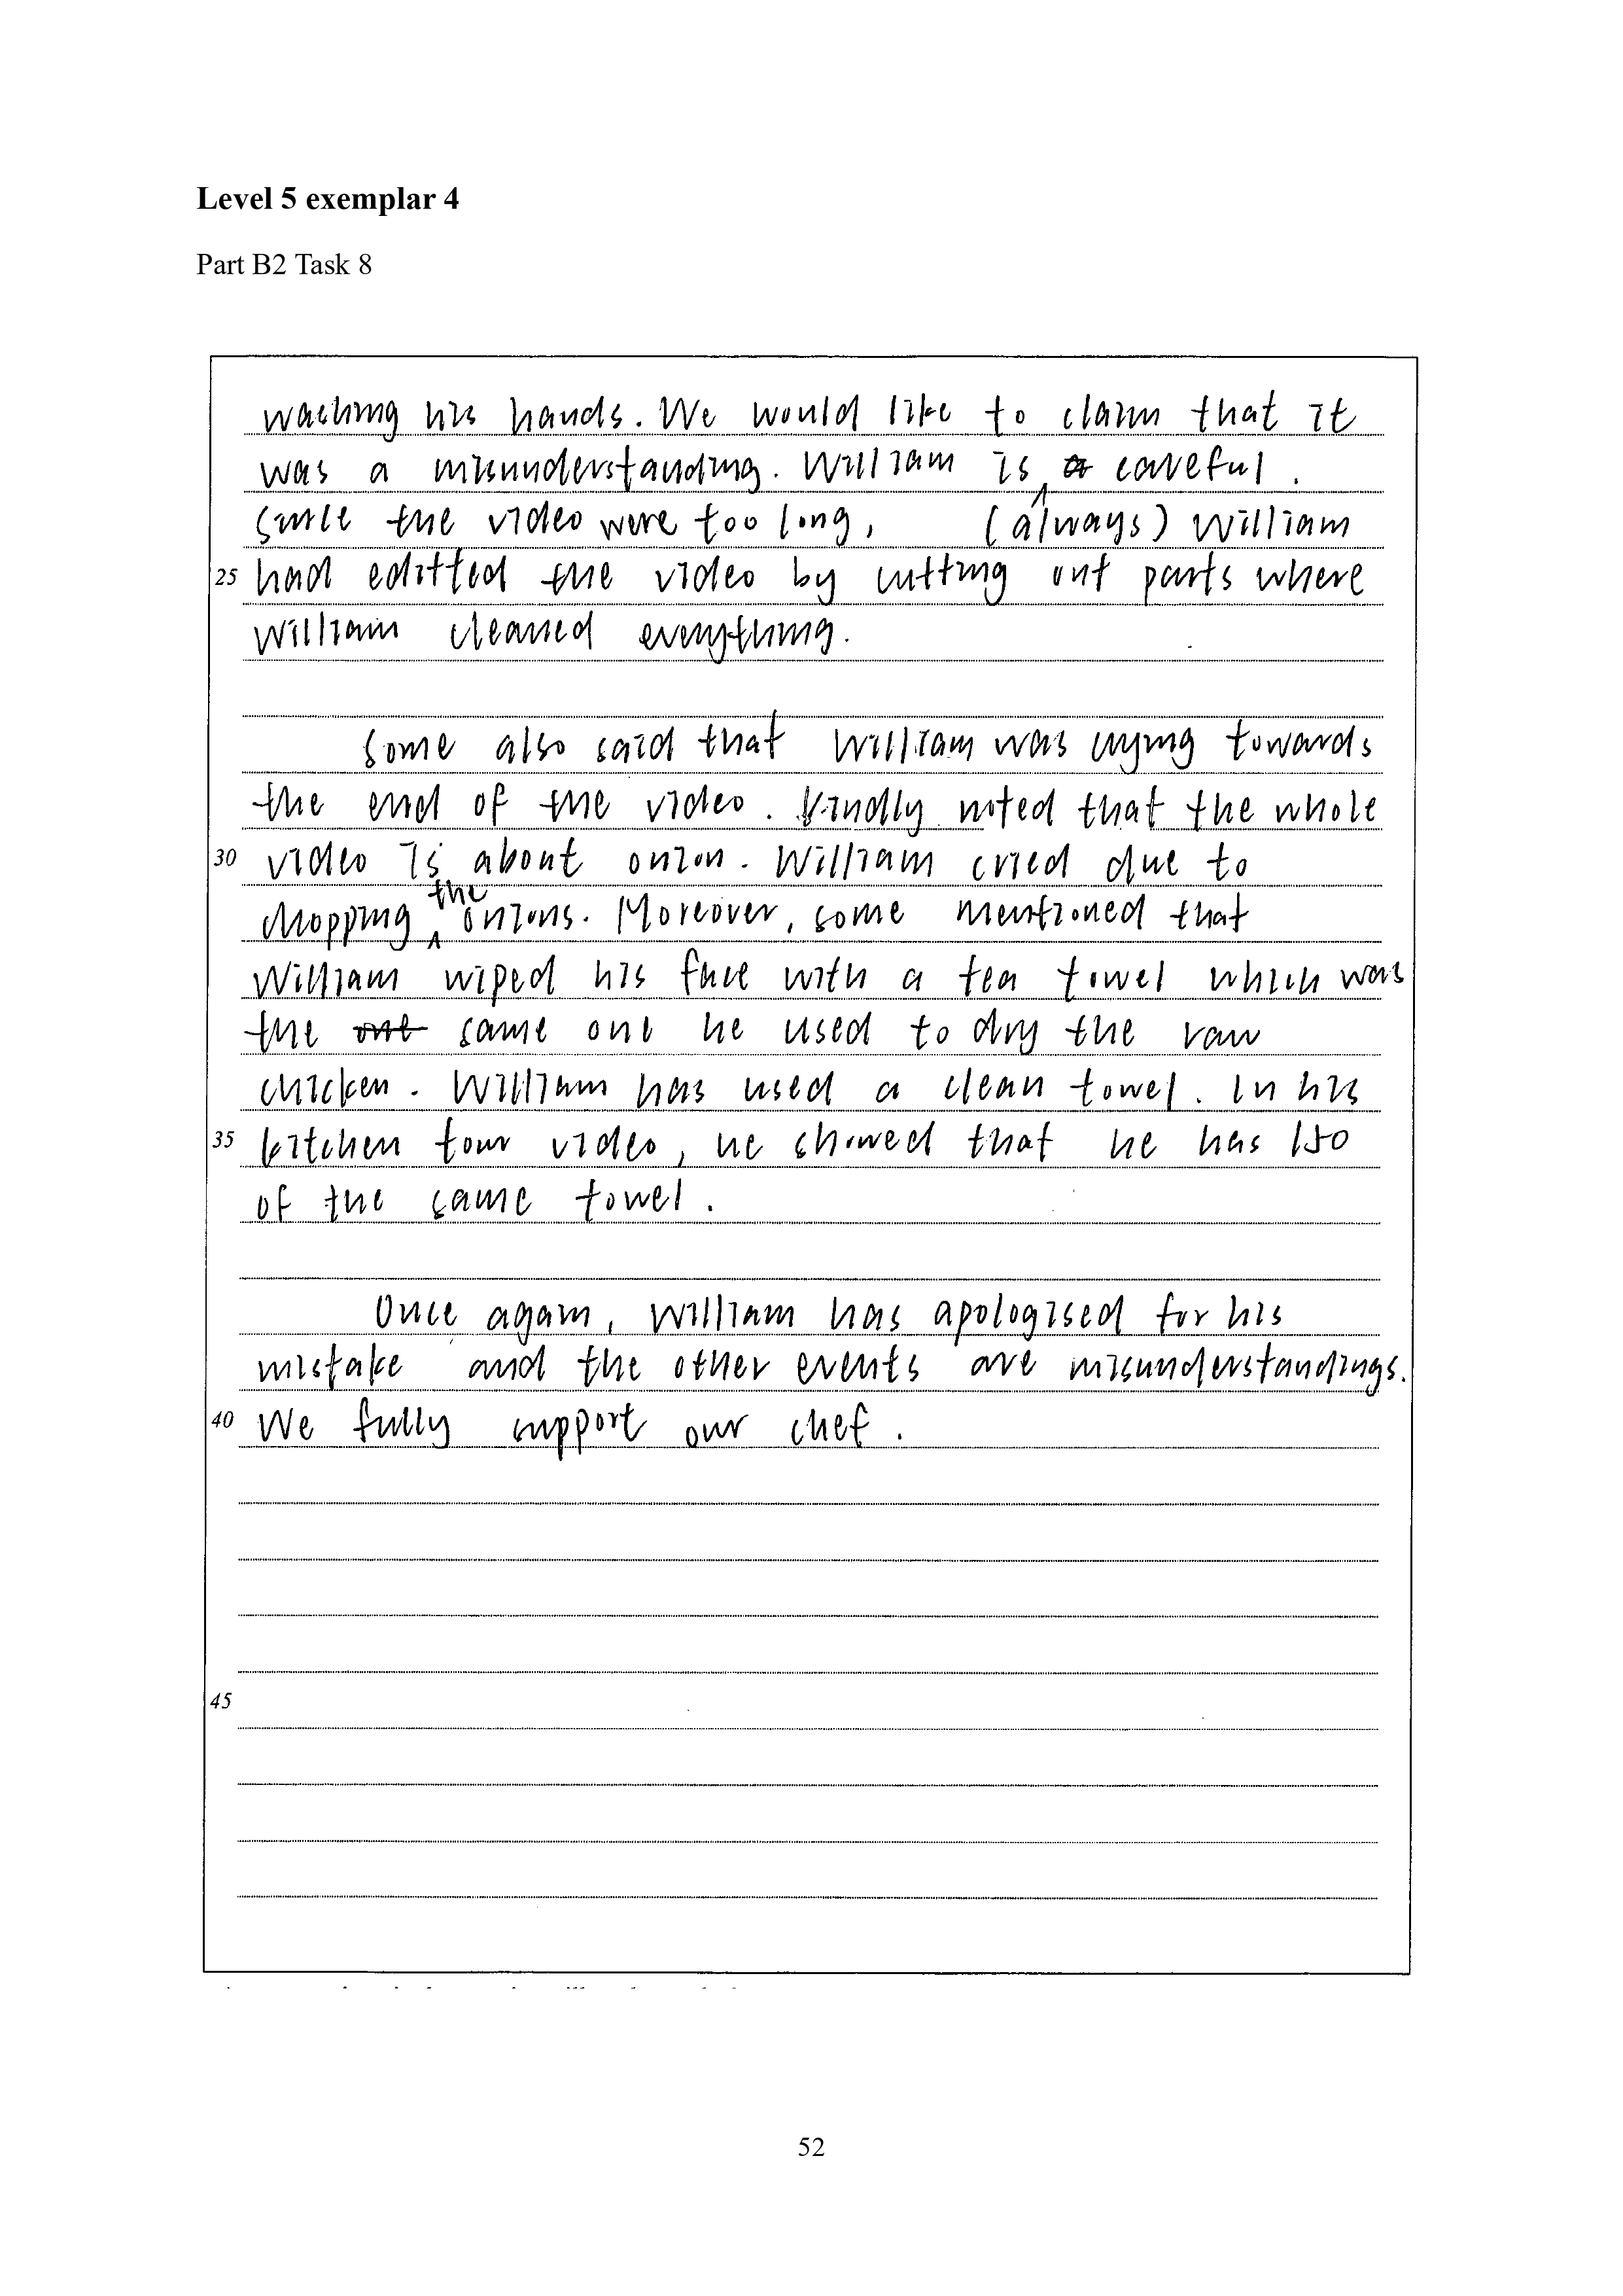 Level 5 exemplar 4
Part B2 Task 8
washing his hands. We would like to claim that it
was a misunderstanding. William is a careful.
Since the video were too long, (always) William
25 had editted the video by cutting out parts where
William cleaned everything.
Some also said that William was crying towards
the end of the video. Kindly noted that the whole
30 video is about onion. William cried due to
chopping the onions. Moreover, some mentioned that
William wiped his face with a tea towel which was
the one same one he used to dry the raw
chicken. William has used a clean towel. In his
35 kitchen tour video, he showed that he has 150
of the same towel.
Once again, William has apologised for his
mistake and the other events are misunderstandings.
40 We fully support our chef.
45
52